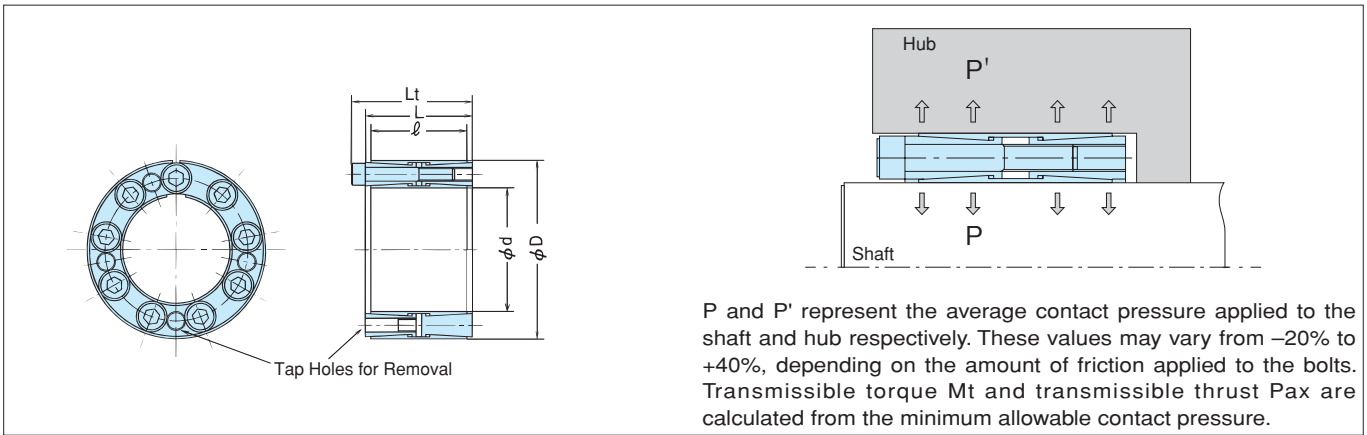 Lt
L
ℓ
φd
φD
Tap Holes for Removal
Hub
P'
P
Shaft
P and P' represent the average contact pressure applied to the
shaft and hub respectively. These values may vary from –20% to
+40%, depending on the amount of friction applied to the bolts.
Transmissible torque Mt and transmissible thrust Pax are
calculated from the minimum allowable contact pressure.